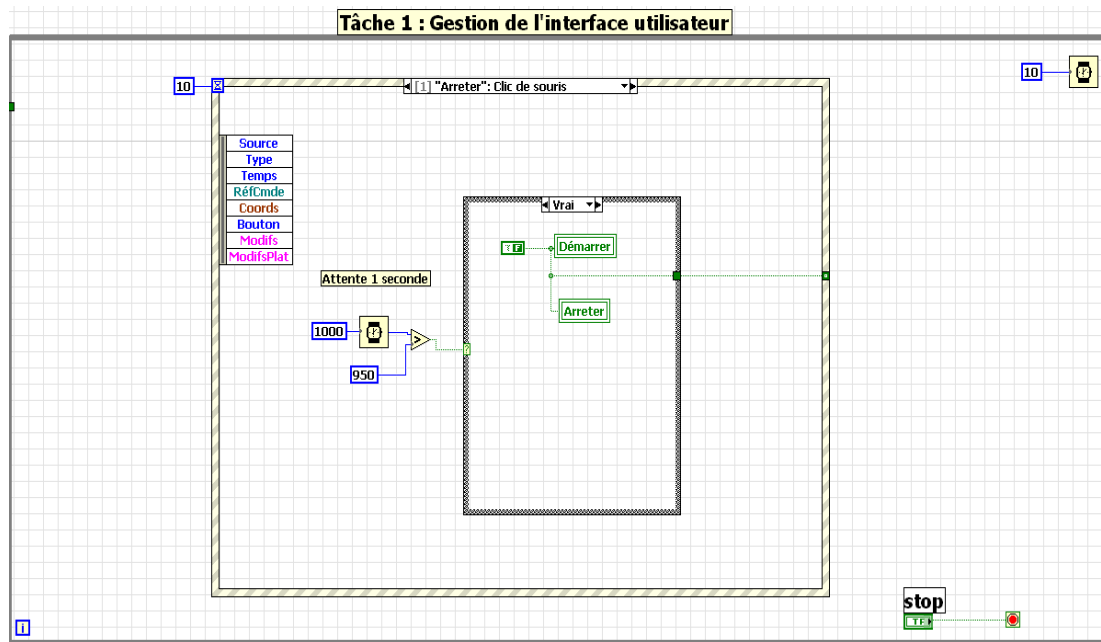 Tâche 1 : Gestion de l'interface utilisateur
10
[1] "Arreter": Clic de souris
10
Source
Type
Temps
RéfCmde
Coords
Bouton
Modifs
ModifsPlat
Vrai
F
Démarrer
Attente 1 seconde
Arreter
1000
>
950
?
stop
TF
i